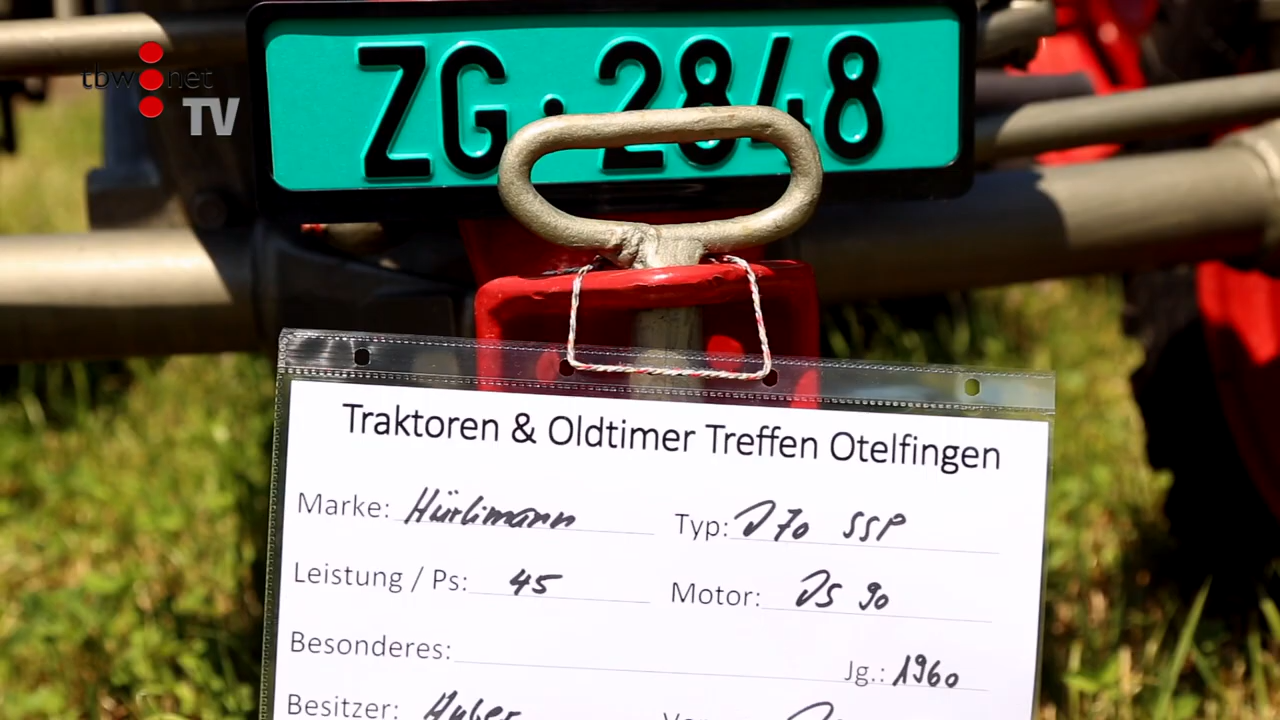 tbw net
TV
ZG · 2848
Traktoren & Oldtimer Treffen Otelfingen
Marke: Hürlimann Typ: D 70 SSP
Leistung / Ps: 45 Motor: DS 90
Besonderes: Jg.: 1960
Besitzer: Huber